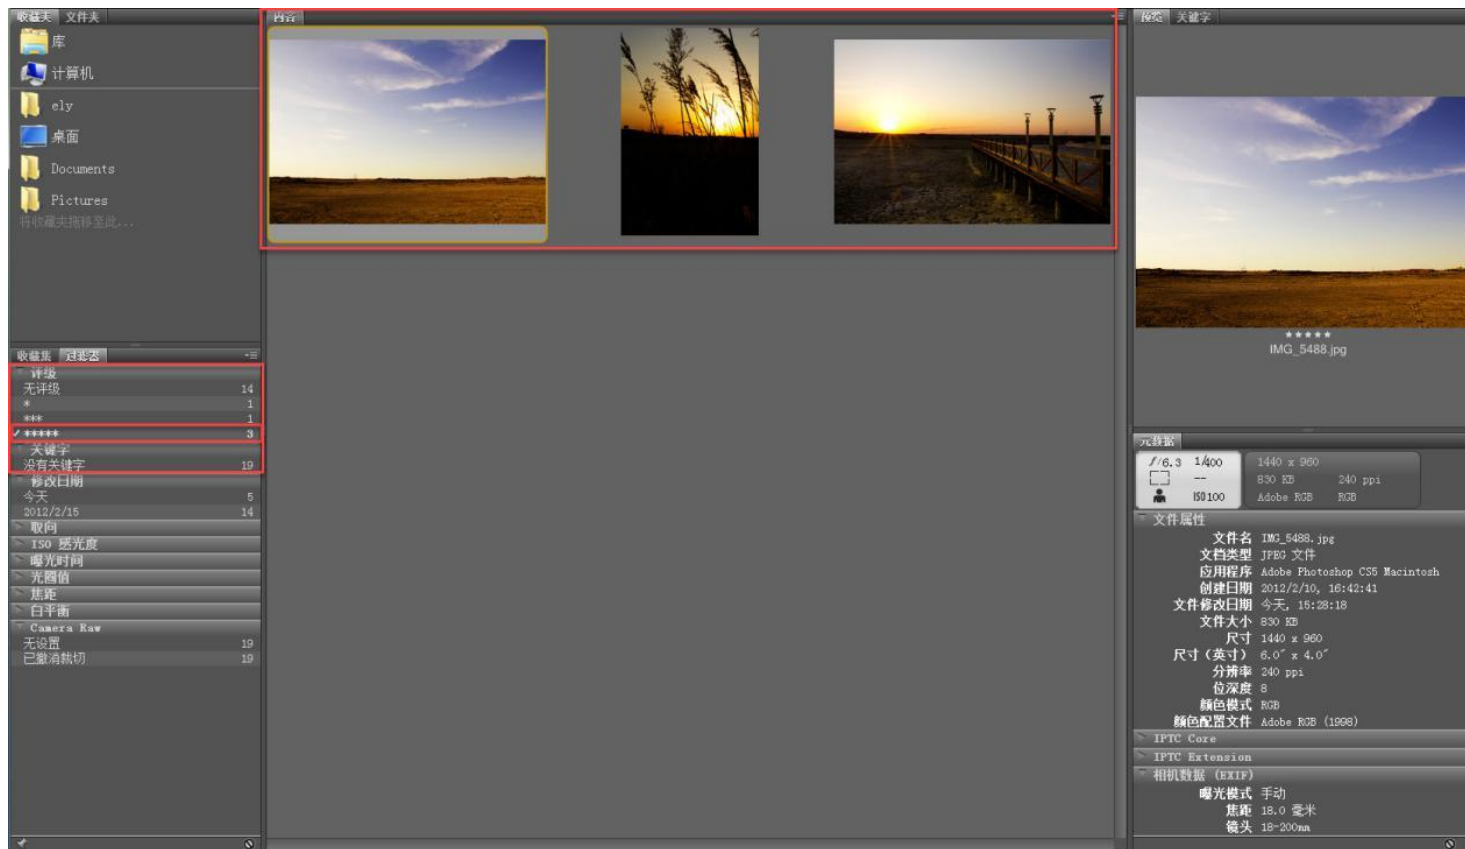 收藏夹 文件夹
库
计算机
ely
桌面
Documents
Pictures
将收藏夹拖移至此...
收藏集 过滤器
评级
无评级 14
* 1
*** 1
✓ ***** 3
关键字
没有关键字 19
修改日期
今天 5
2012/2/15 14
取向
ISO 感光度
曝光时间
光圈值
焦距
白平衡
Camera Raw
无设置 19
已撤消裁切 19
内容
预览 关键字
★★★★★
IMG_5488.jpg
元数据
f/6.3 1/400 1440 x 960
-- 830 KB 240 ppi
ISO100 Adobe RGB RGB
文件属性
文件名 IMG_5488.jpg
文档类型 JPEG 文件
应用程序 Adobe Photoshop CS5 Macintosh
创建日期 2012/2/10, 16:42:41
文件修改日期 今天, 15:28:18
文件大小 830 KB
尺寸 1440 x 960
尺寸（英寸） 6.0" x 4.0"
分辨率 240 ppi
位深度 8
颜色模式 RGB
颜色配置文件 Adobe RGB (1998)
IPTC Core
IPTC Extension
相机数据 (EXIF)
曝光模式 手动
焦距 18.0 毫米
镜头 18-200mm